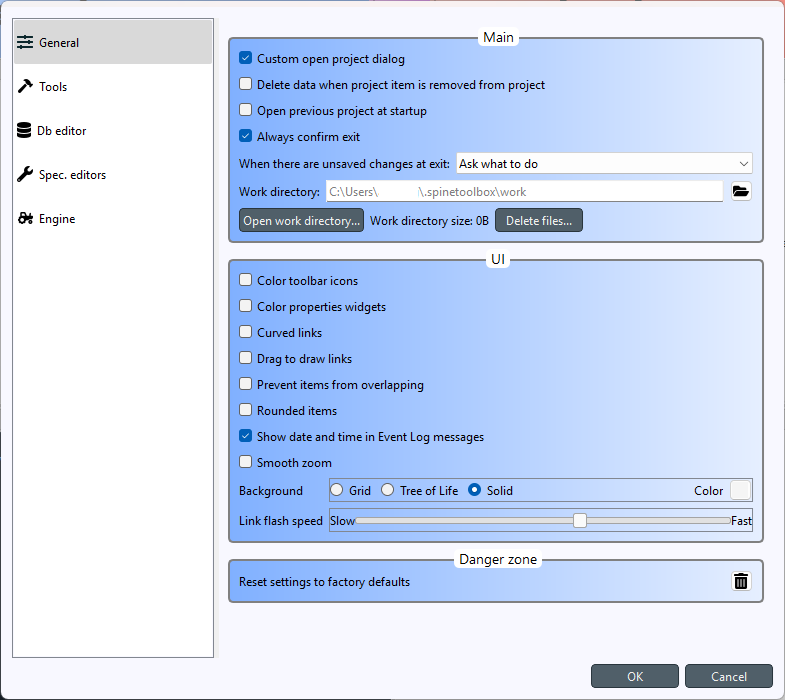 General
Tools
Db editor
Spec. editors
Engine
Main
Custom open project dialog
Delete data when project item is removed from project
Open previous project at startup
Always confirm exit
When there are unsaved changes at exit: Ask what to do
Work directory: C:\Users\ \.spinetoolbox\work
Open work directory... Work directory size: 0B Delete files...
UI
Color toolbar icons
Color properties widgets
Curved links
Drag to draw links
Prevent items from overlapping
Rounded items
Show date and time in Event Log messages
Smooth zoom
Background Grid Tree of Life Solid Color
Link flash speed Slow Fast
Danger zone
Reset settings to factory defaults
OK Cancel